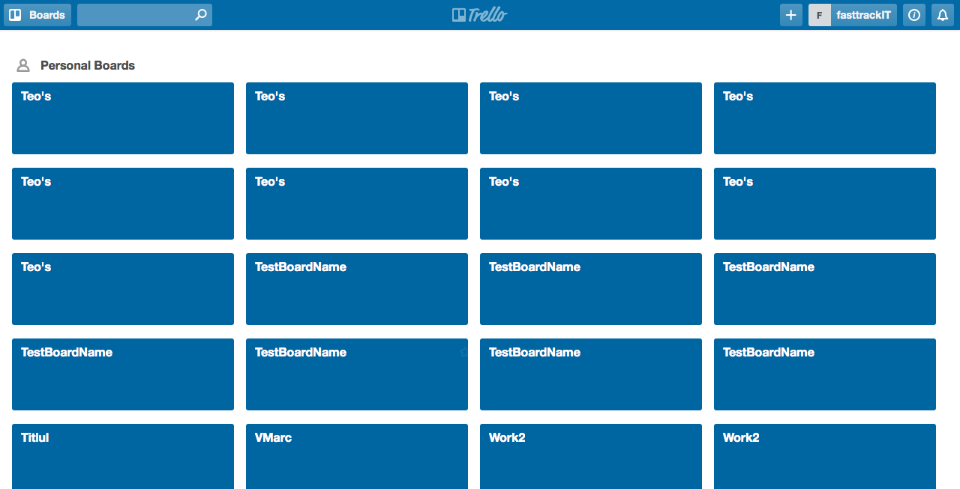 Boards Trello F fasttrackIT
Personal Boards
Teo's Teo's Teo's Teo's
Teo's Teo's Teo's Teo's
Teo's TestBoardName TestBoardName TestBoardName
TestBoardName TestBoardName TestBoardName TestBoardName
Titlul VMarc Work2 Work2